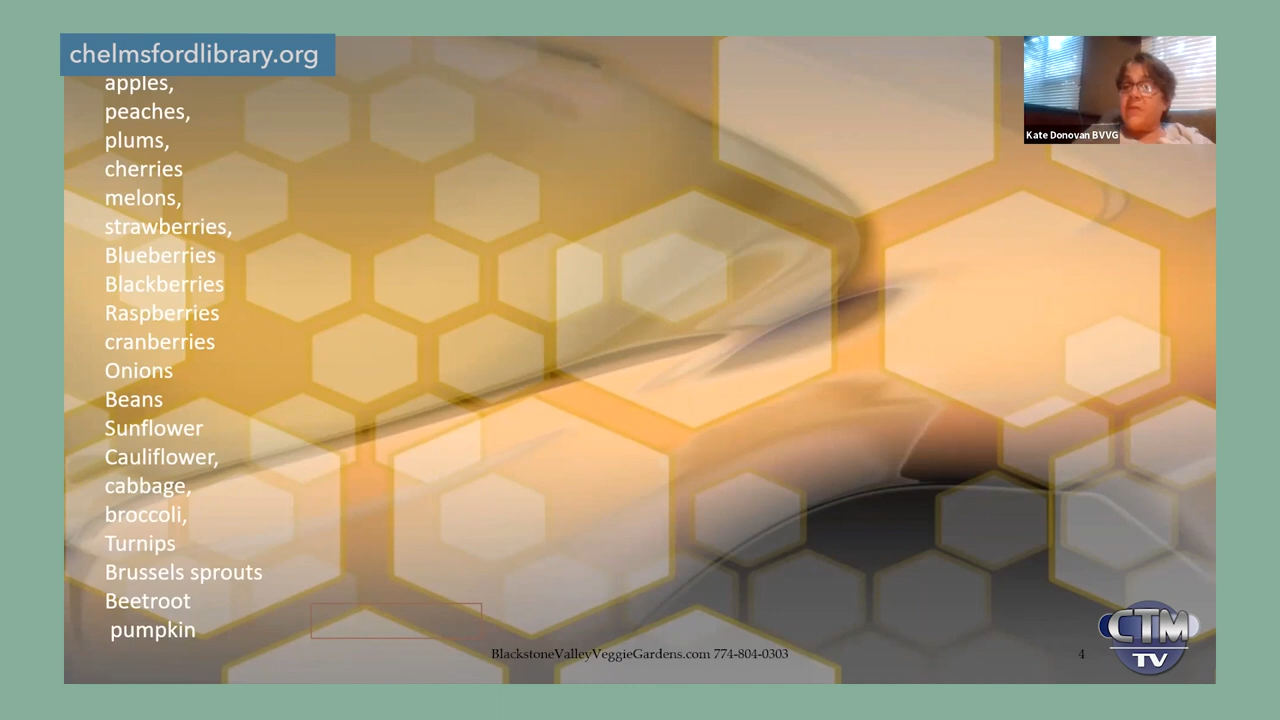 chelmsfordlibrary.org
apples,
peaches,
plums,
cherries
melons,
strawberries,
Blueberries
Blackberries
Raspberries
cranberries
Onions
Beans
Sunflower
Cauliflower,
cabbage,
broccoli,
Turnips
Brussels sprouts
Beetroot
pumpkin
Kate Donovan BVVG
BlackstoneValleyVeggieGardens.com 774-804-0303
4
CTM
TV